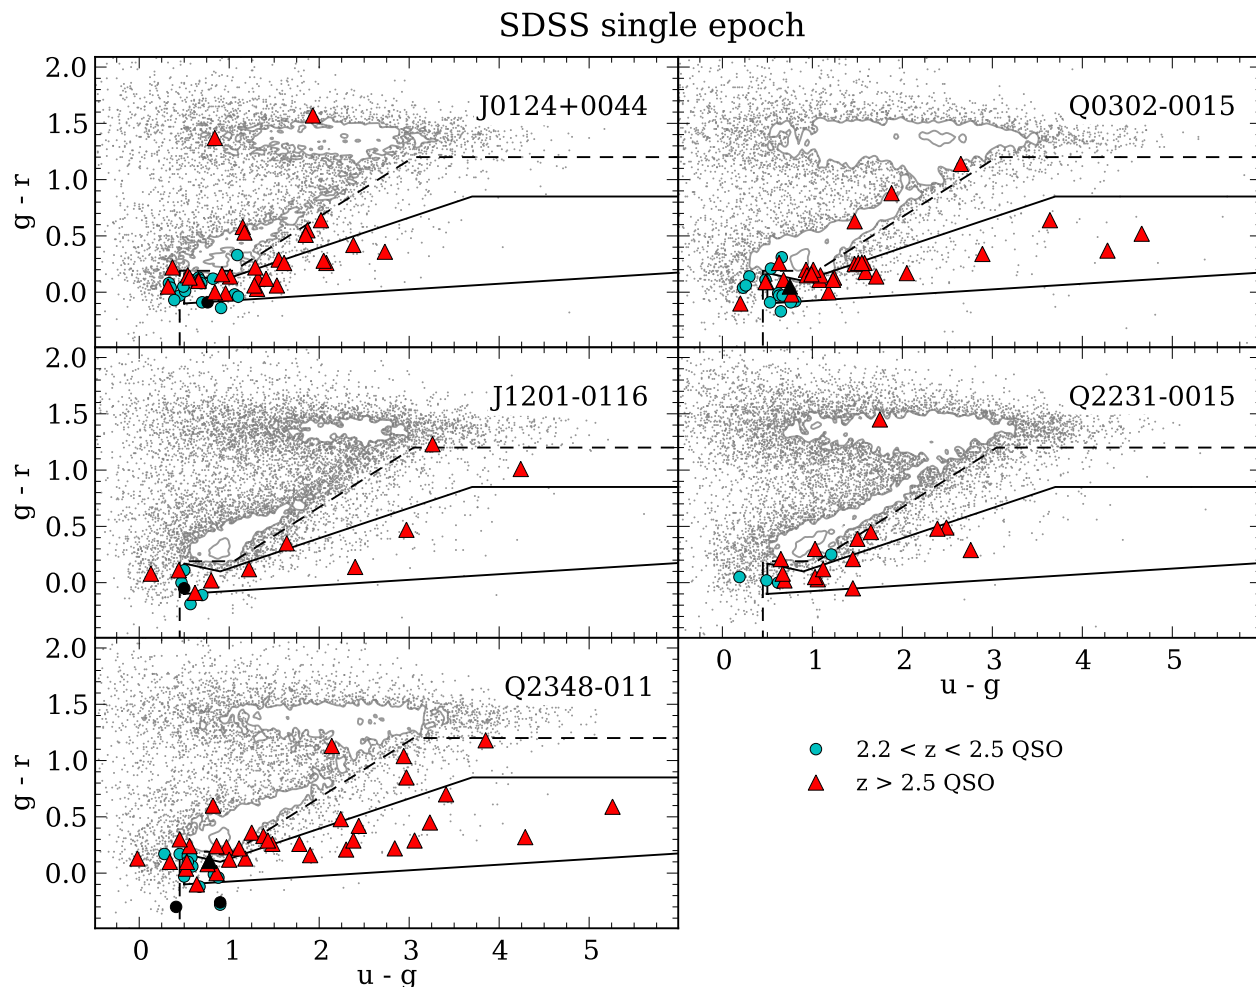 SDSS single epoch
2.0
1.5
1.0
0.5
0.0
g - r
J0124+0044
Q0302-0015
2.0
1.5
1.0
0.5
0.0
g - r
J1201-0116
Q2231-0015
0 1 2 3 4 5
u - g
2.0
1.5
1.0
0.5
0.0
g - r
Q2348-011
0 1 2 3 4 5
u - g
2.2 < z < 2.5 QSO
z > 2.5 QSO